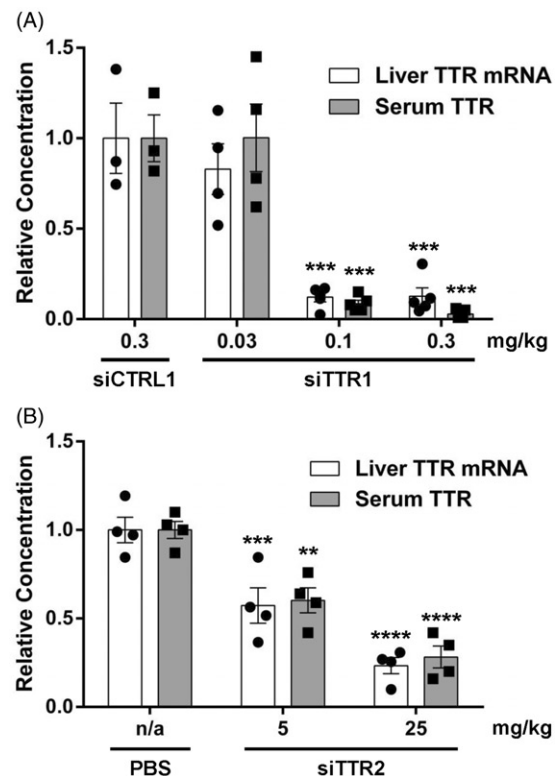 (A)
Relative Concentration
1.5
1.0
0.5
0.0
Liver TTR mRNA
Serum TTR
*** *** *** ***
0.3 0.03 0.1 0.3 mg/kg
siCTRL1 siTTR1
(B)
Relative Concentration
1.5
1.0
0.5
0.0
Liver TTR mRNA
Serum TTR
*** ** **** ****
n/a 5 25 mg/kg
PBS siTTR2